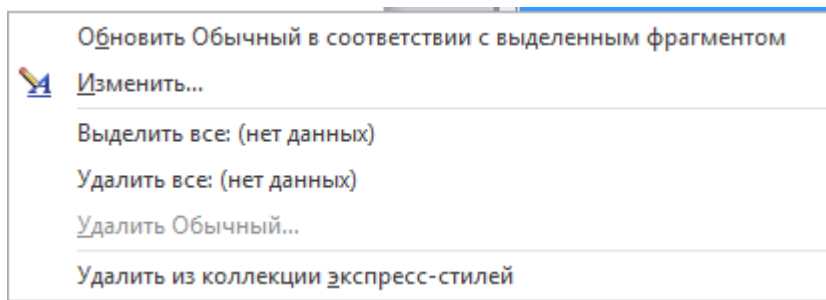 Обновить Обычный в соответствии с выделенным фрагментом
Изменить...
Выделить все: (нет данных)
Удалить все: (нет данных)
Удалить Обычный...
Удалить из коллекции экспресс-стилей